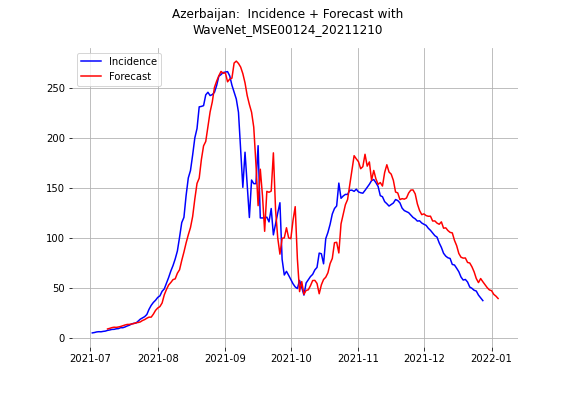 Azerbaijan:  Incidence + Forecast with
WaveNet_MSE00124_20211210
Incidence
Forecast
250
200
150
100
50
0
2021-07 2021-08 2021-09 2021-10 2021-11 2021-12 2022-01